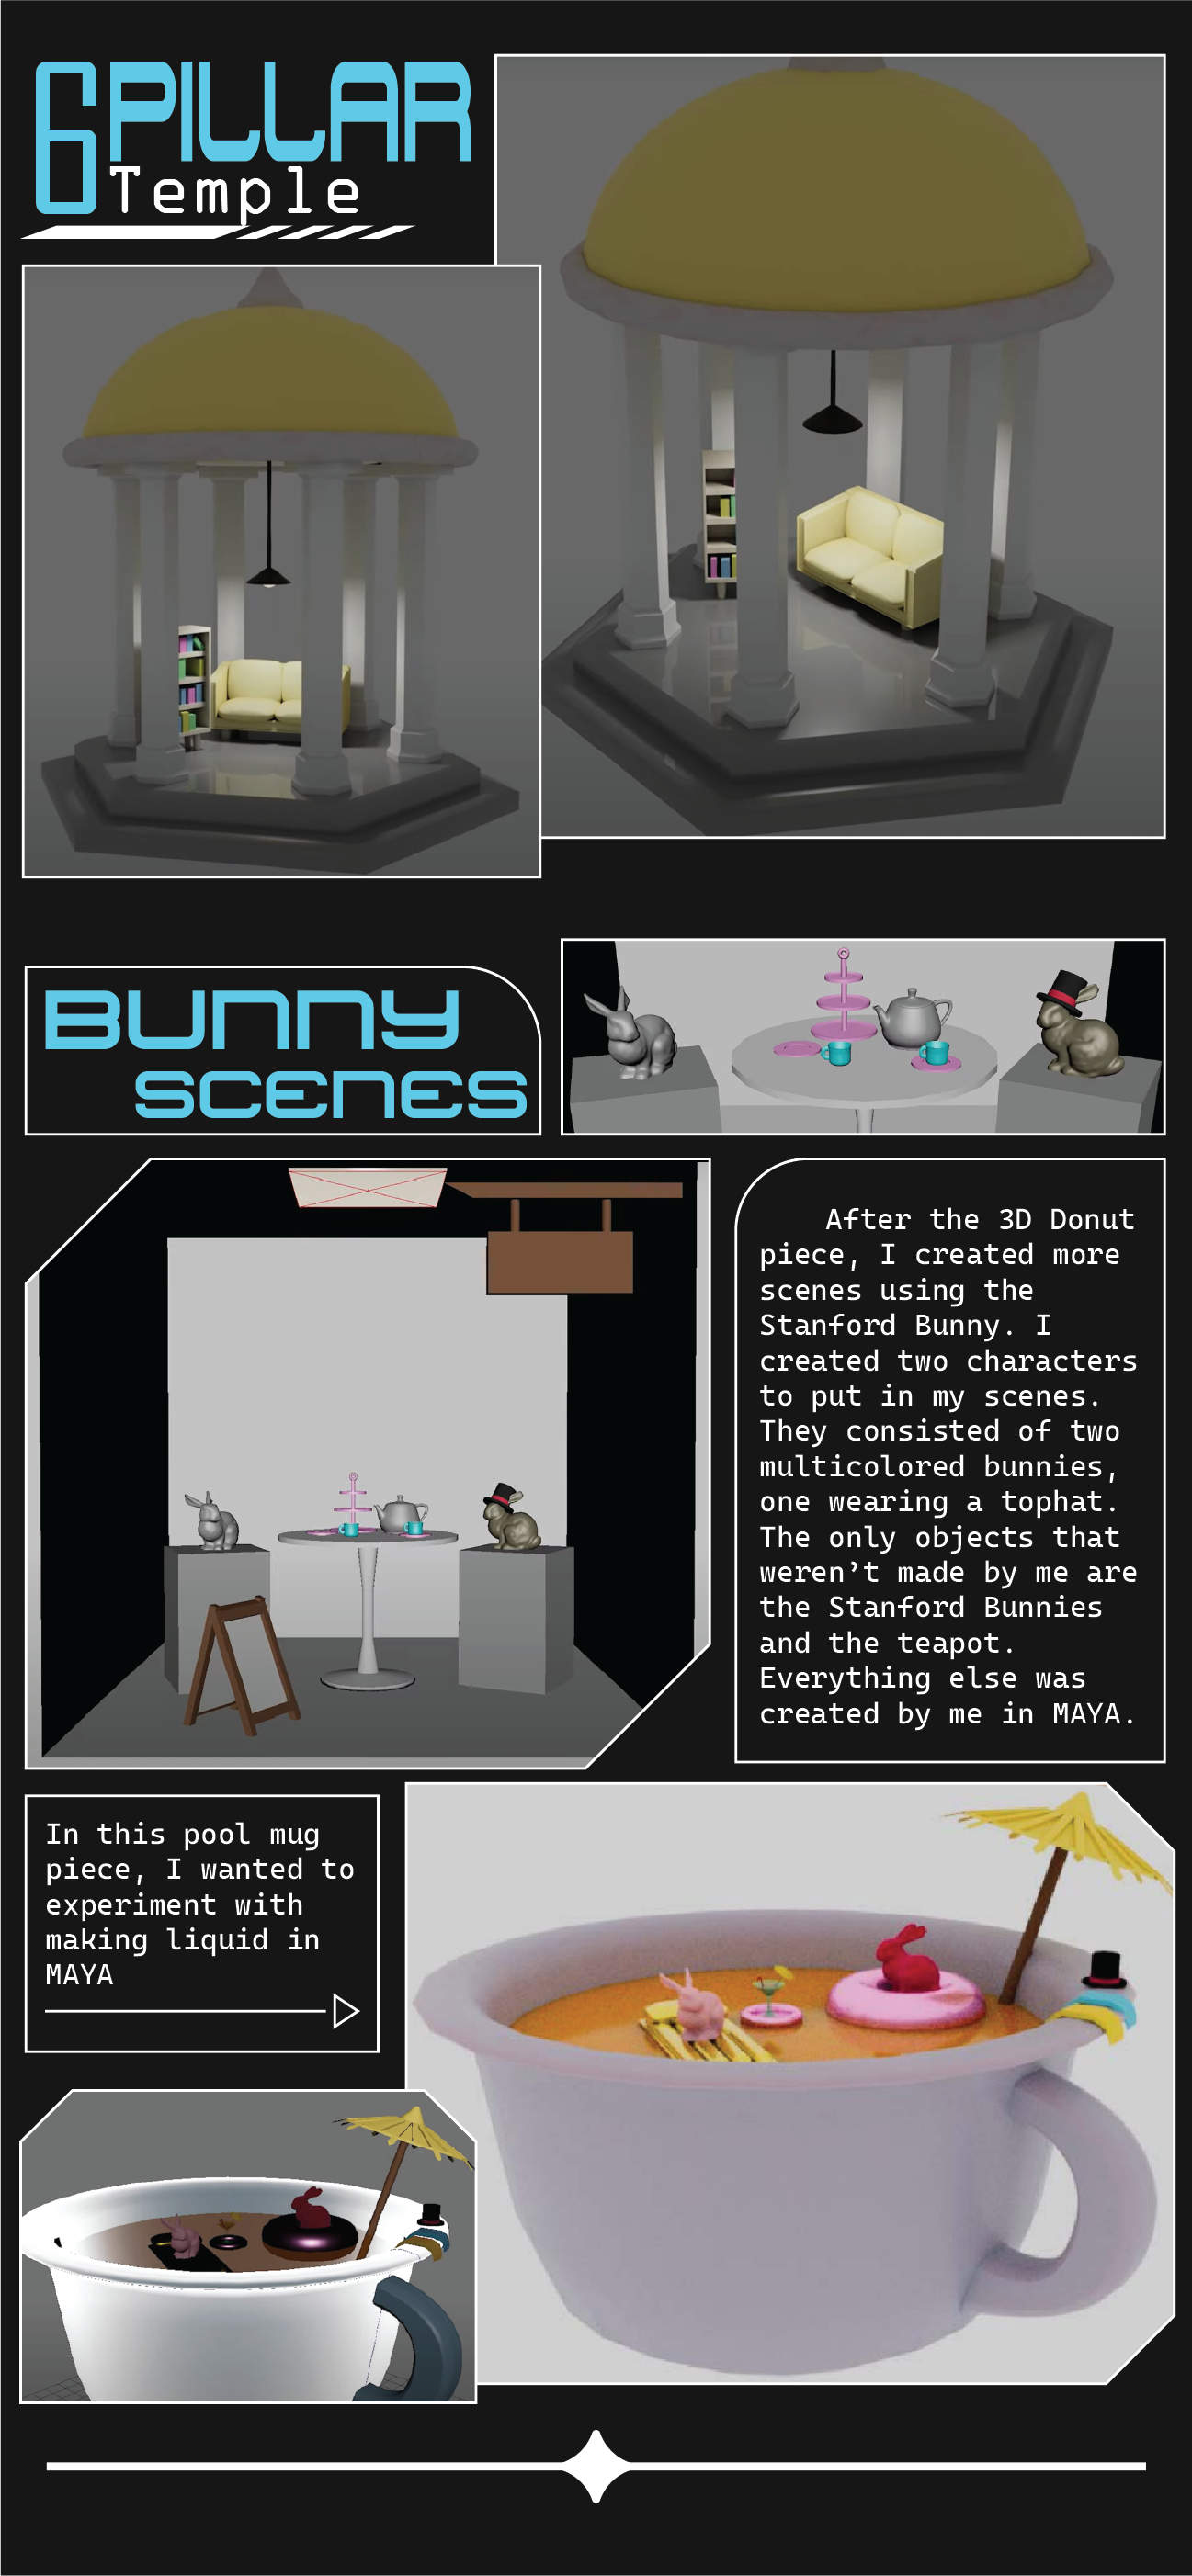 6 PILLAR
Temple
BUNNY
SCENES
After the 3D Donut
piece, I created more
scenes using the
Stanford Bunny. I
created two characters
to put in my scenes.
They consisted of two
multicolored bunnies,
one wearing a tophat.
The only objects that
weren’t made by me are
the Stanford Bunnies
and the teapot.
Everything else was
created by me in MAYA.
In this pool mug
piece, I wanted to
experiment with
making liquid in
MAYA